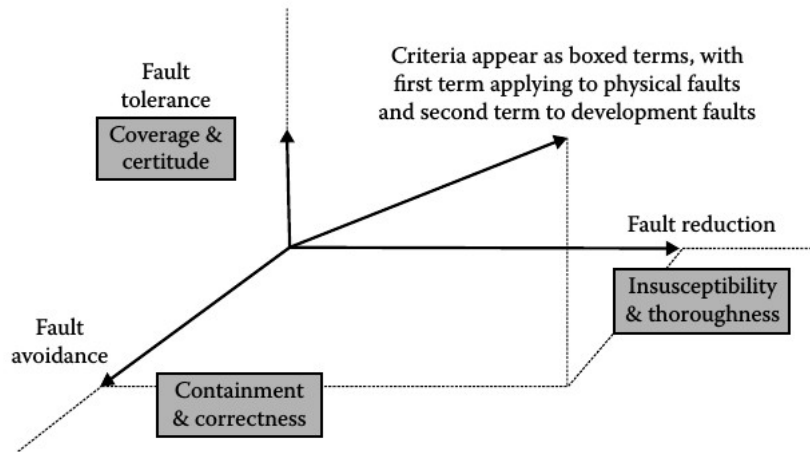 Fault
tolerance
Coverage &
certitude
Criteria appear as boxed terms, with
first term applying to physical faults
and second term to development faults
Fault reduction
Insusceptibility
& thoroughness
Fault
avoidance
Containment
& correctness